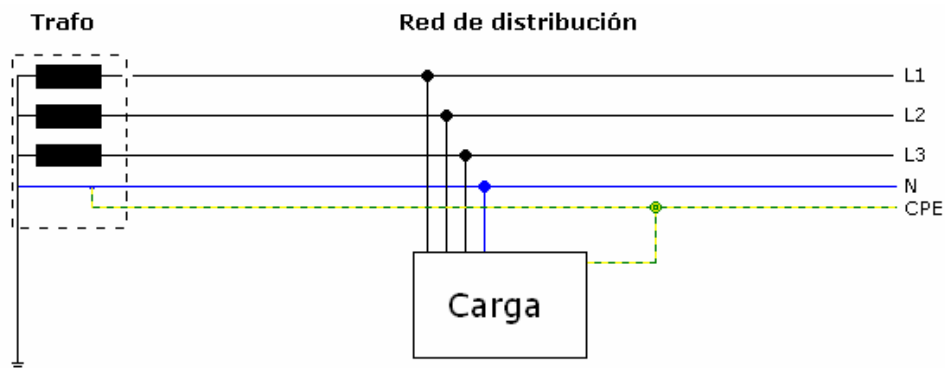 Trafo
Red de distribución
L1
L2
L3
N
CPE
Carga